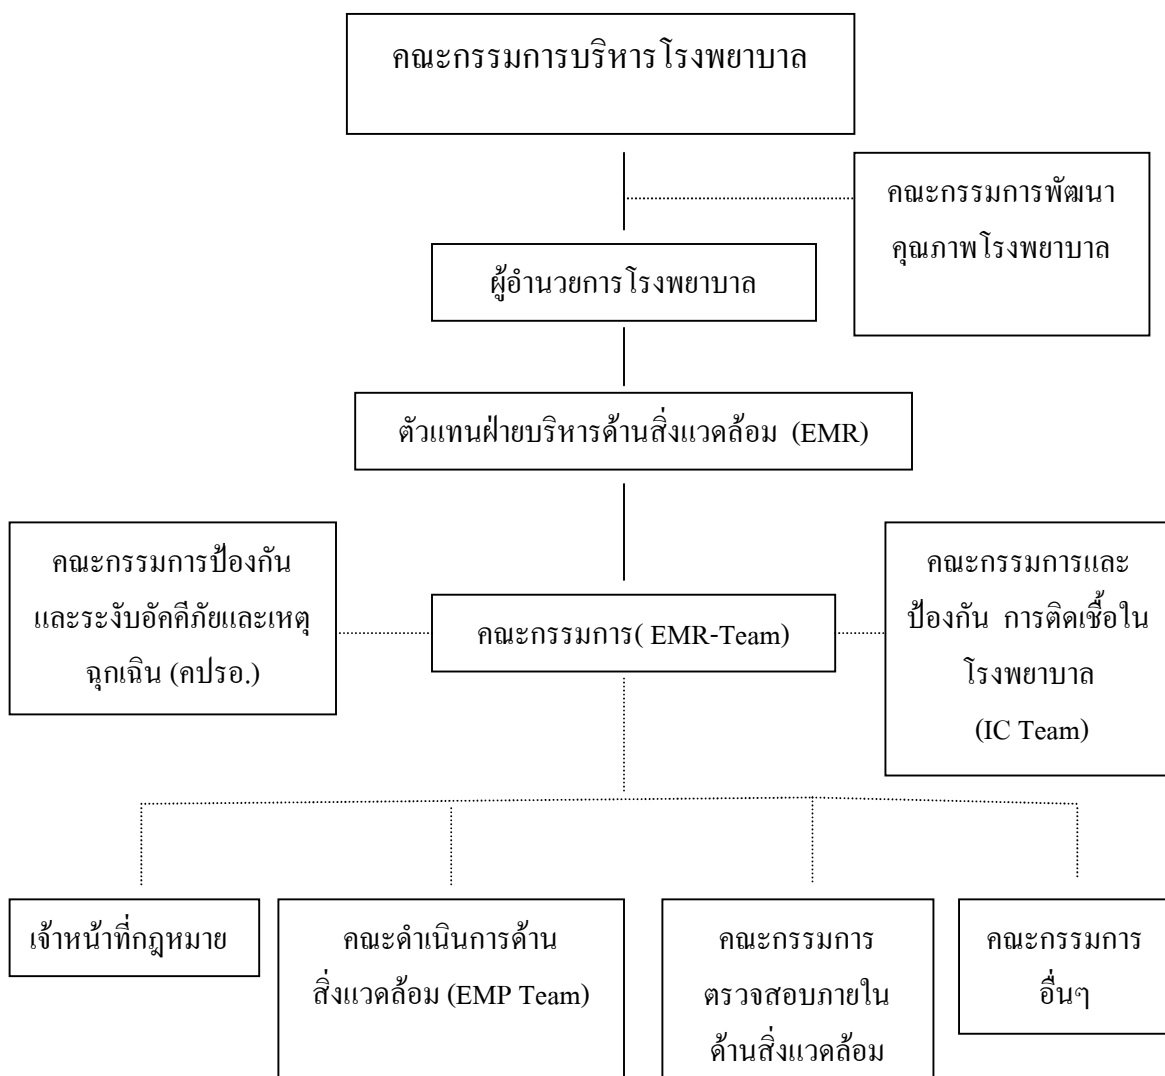 คณะกรรมการบริหารโรงพยาบาล
คณะกรรมการพัฒนา
คุณภาพโรงพยาบาล
ผู้อำนวยการโรงพยาบาล
ตัวแทนฝ่ายบริหารด้านสิ่งแวดล้อม (EMR)
คณะกรรมการป้องกัน
และระงับอัคคีภัยและเหตุ
ฉุกเฉิน (คปรอ.)
คณะกรรมการ( EMR-Team)
คณะกรรมการและ
ป้องกัน การติดเชื้อใน
โรงพยาบาล
(IC Team)
เจ้าหน้าที่กฎหมาย
คณะดำเนินการด้าน
สิ่งแวดล้อม (EMP Team)
คณะกรรมการ
ตรวจสอบภายใน
ด้านสิ่งแวดล้อม
คณะกรรมการ
อื่นๆ